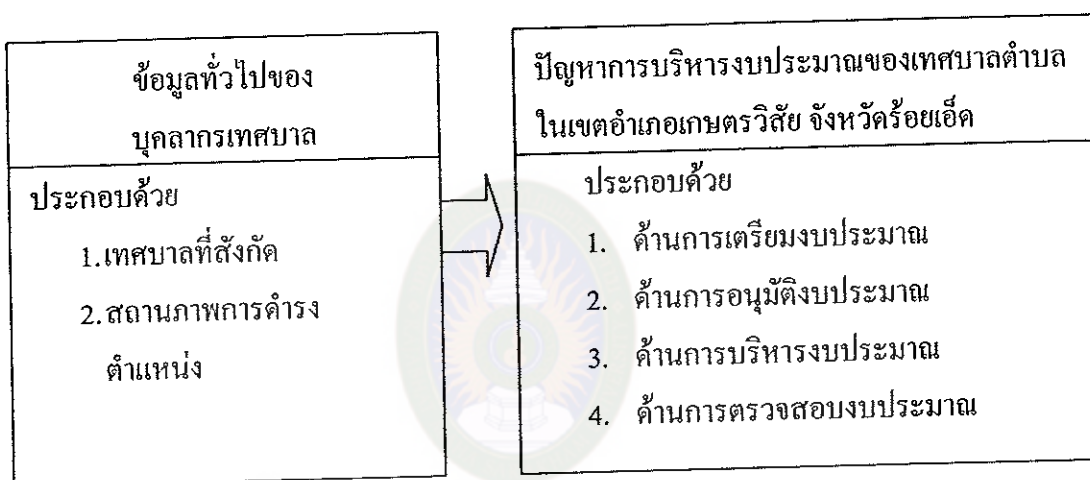 ข้อมูลทั่วไปของ
บุคลากรเทศบาล
ประกอบด้วย
1.เทศบาลที่สังกัด
2.สถานภาพการดำรง
ตำแหน่ง
ปัญหาการบริหารงบประมาณของเทศบาลตำบล
ในเขตอำเภอเกษตรวิสัย จังหวัดร้อยเอ็ด
ประกอบด้วย
1. ด้านการเตรียมงบประมาณ
2. ด้านการอนุมัติงบประมาณ
3. ด้านการบริหารงบประมาณ
4. ด้านการตรวจสอบงบประมาณ